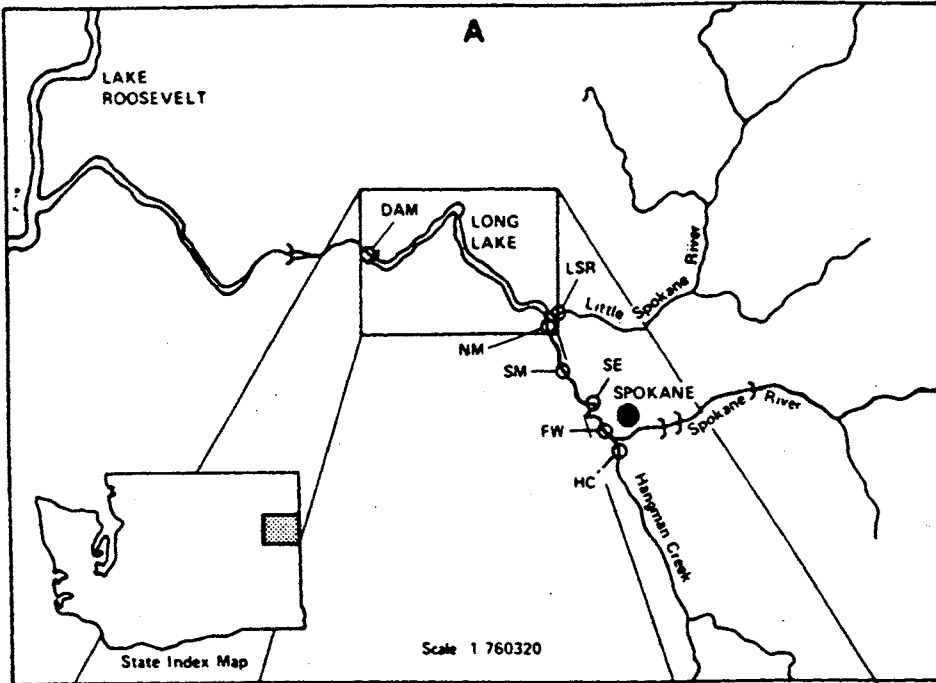 A
LAKE
ROOSEVELT
DAM
LONG
LAKE
LSR
Little Spokane River
NM
SM
SE
SPOKANE
Spokane River
FW
HC
Hangman Creek
State Index Map
Scale 1 760320